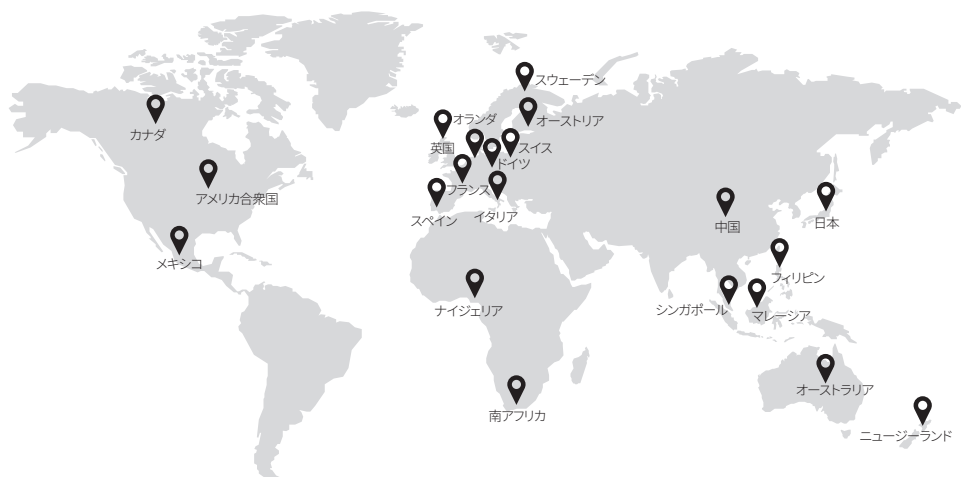 スウェーデン
オランダ
オーストリア
カナダ
英国
スイス
ドイツ
フランス
アメリカ合衆国
スペイン
イタリア
中国
日本
メキシコ
フィリピン
ナイジェリア
シンガポール
マレーシア
オーストラリア
南アフリカ
ニュージーランド